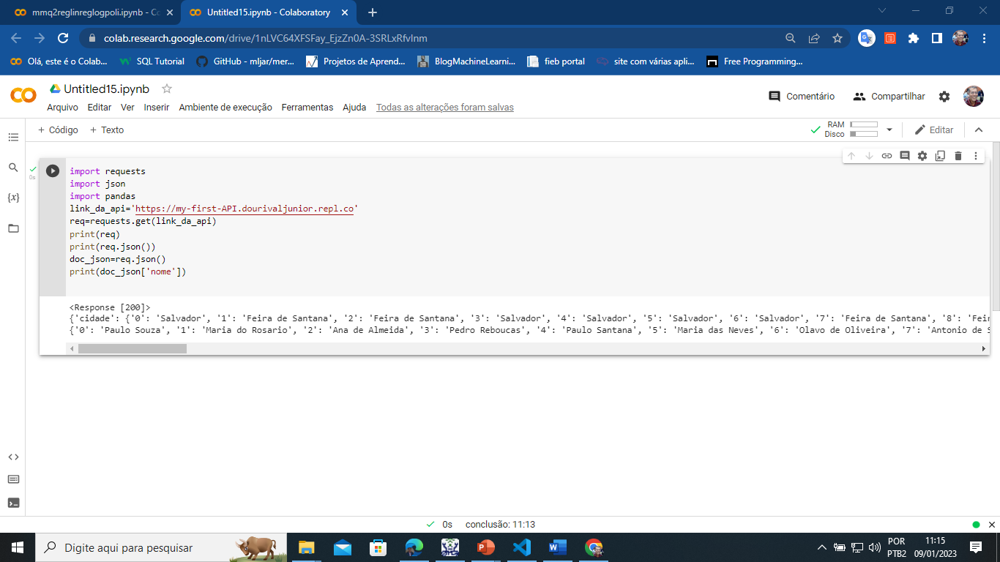 mmq2reglinreglogpoli.ipynb - Co
Untitled15.ipynb - Colaboratory
colab.research.google.com/drive/1nLVC64XFSFay_EjzZn0A-3SRLxRfvlnm
Olá, este é o Colab...
SQL Tutorial
GitHub - mljar/mer...
Projetos de Aprend...
BlogMachineLearni...
fieb portal
site com várias apli...
Free Programming...
Untitled15.ipynb
Arquivo Editar Ver Inserir Ambiente de execução Ferramentas Ajuda Todas as alterações foram salvas
Comentário
Compartilhar
+ Código + Texto
RAM
Disco
Editar
{x}
0s
import requests
import json
import pandas
link_da_api='https://my-first-API.dourivaljunior.repl.co'
req=requests.get(link_da_api)
print(req)
print(req.json())
doc_json=req.json()
print(doc_json['nome'])
<Response [200]>
{'cidade': {'0': 'Salvador', '1': 'Feira de Santana', '2': 'Feira de Santana', '3': 'Salvador', '4': 'Salvador', '5': 'Salvador', '6': 'Salvador', '7': 'Feira de Santana', '8': 'Feir
{'0': 'Paulo Souza', '1': 'Maria do Rosario', '2': 'Ana de Almeida', '3': 'Pedro Reboucas', '4': 'Paulo Santana', '5': 'Maria das Neves', '6': 'Olavo de Oliveira', '7': 'Antonio de S
0s conclusão: 11:13
Digite aqui para pesquisar
POR
PTB2
11:15
09/01/2023